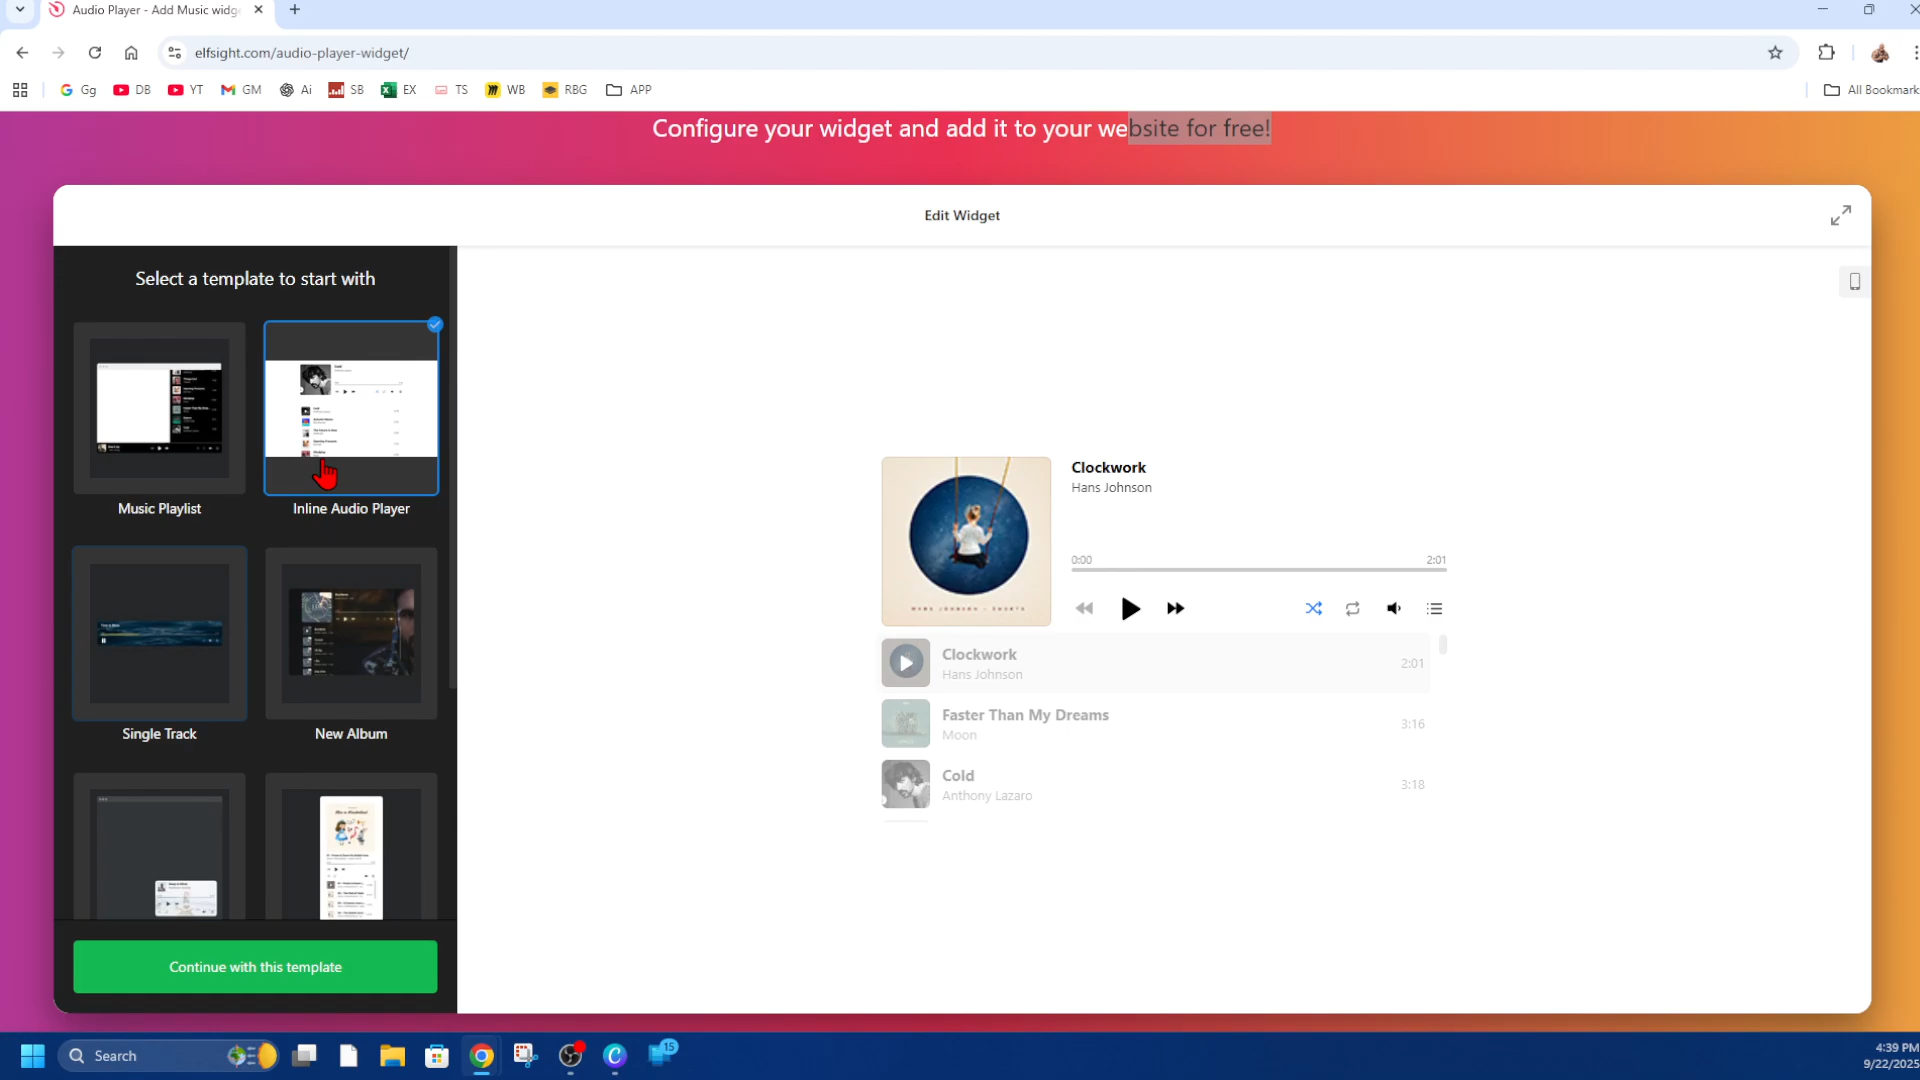 Audio Player - Add Music widg
elfsight.com/audio-player-widget/
Gg
DB
YT
GM
Ai
SB
EX
TS
WB
RBG
APP
All Bookmark
Configure your widget and add it to your website for free!
Edit Widget
Select a template to start with
Music Playlist
Inline Audio Player
Single Track
New Album
Continue with this template
Clockwork
Hans Johnson
0:00
2:01
HANS JOHNSON - SHORTS
Clockwork
Hans Johnson
2:01
Faster Than My Dreams
Moon
3:16
Cold
Anthony Lazaro
3:18
Search
15
4:39 PM
9/22/2025